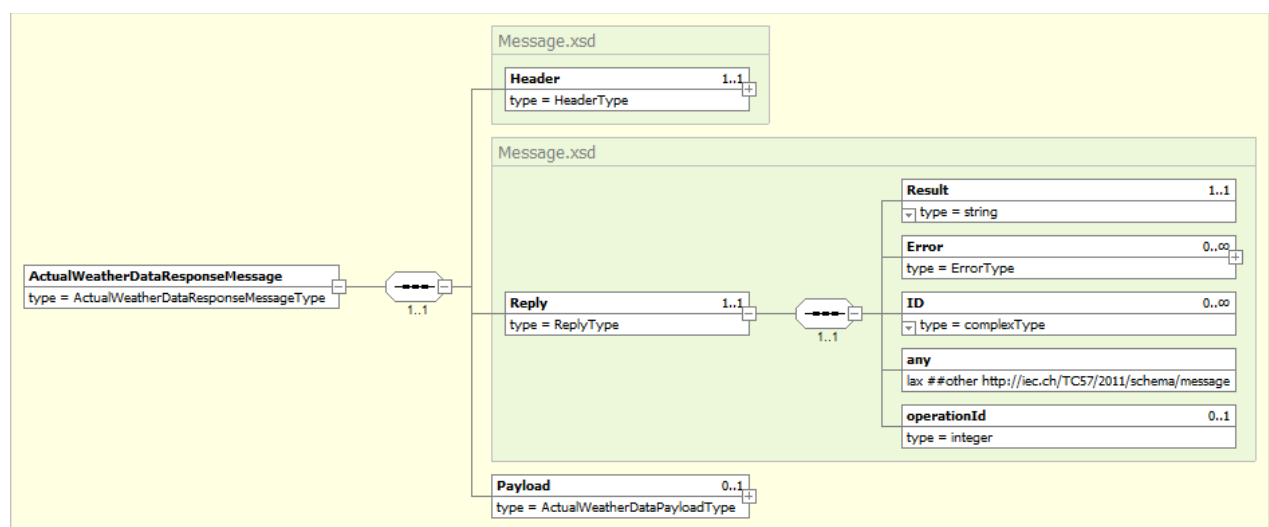 Message.xsd
Header 1..1
type = HeaderType
Message.xsd
Result 1..1
type = string
Error 0..∞
type = ErrorType
ActualWeatherDataResponseMessage
type = ActualWeatherDataResponseMessageType
1..1
Reply 1..1
type = ReplyType
1..1
ID 0..∞
type = complexType
any
lax ##other http://iec.ch/TC57/2011/schema/message
operationId 0..1
type = integer
Payload 0..1
type = ActualWeatherDataPayloadType